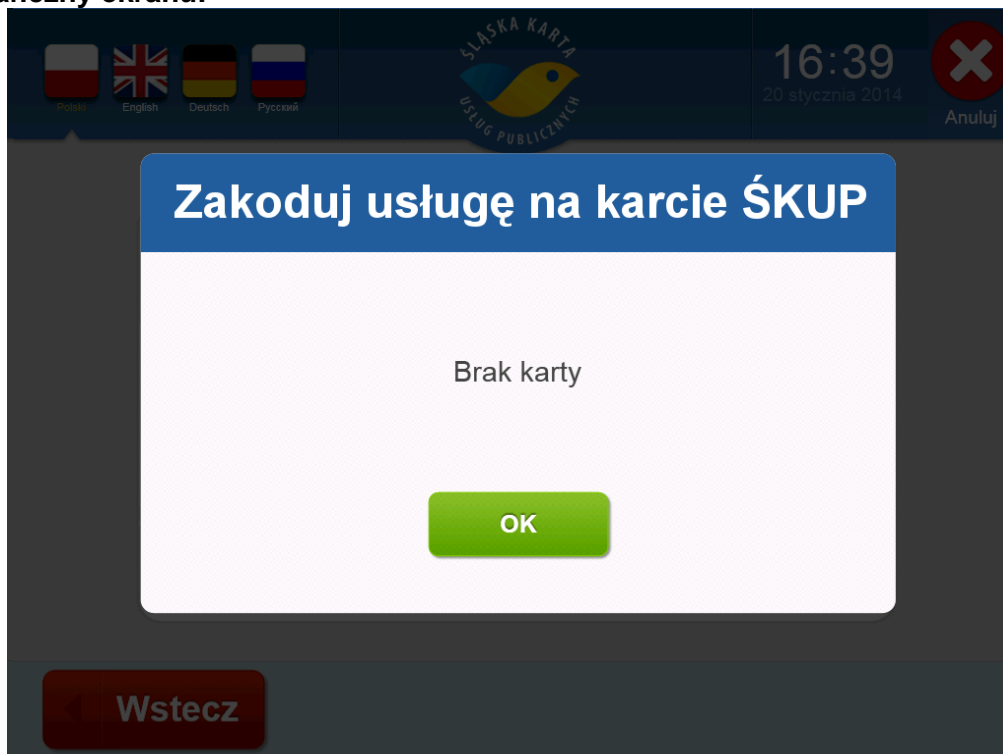 ekranu:
Polski
English
Deutsch
Русский
ŚLĄSKA KARTA
USŁUG PUBLICZNYCH
16:39
20 stycznia 2014
Anuluj
Zakoduj usługę na karcie ŚKUP
Brak karty
OK
Wstecz